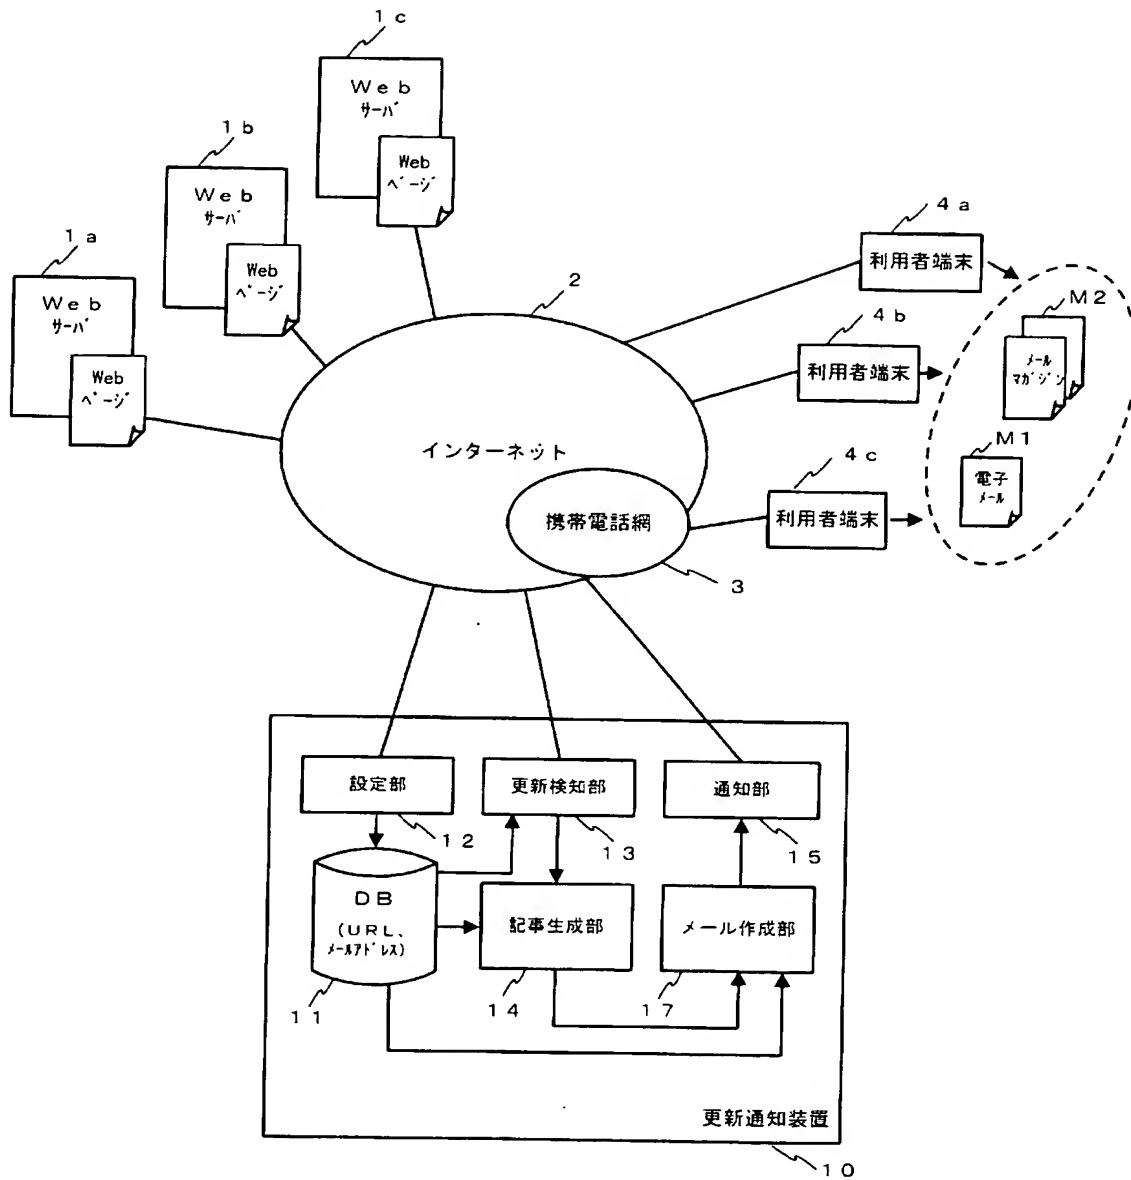 1c
Web
サーバ
Web
ページ
1b
Web
サーバ
Web
ページ
1a
Web
サーバ
Web
ページ
2
インターネット
携帯電話網
3
4a
利用者端末
4b
利用者端末
4c
利用者端末
M2
メール
マガジン
M1
電子
メール
設定部
12
更新検知部
13
通知部
15
DB
(URL、
メールアドレス)
11
記事生成部
14
メール作成部
17
更新通知装置
10